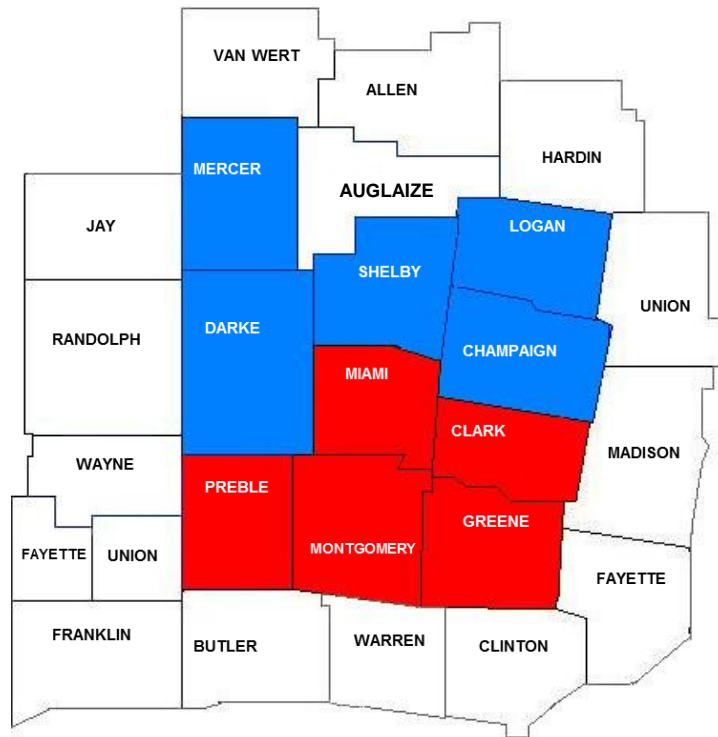 VAN WERT
ALLEN
HARDIN
MERCER
AUGLAIZE
JAY
LOGAN
SHELBY
UNION
DARKE
RANDOLPH
CHAMPAIGN
MIAMI
CLARK
MADISON
WAYNE
PREBLE
GREENE
MONTGOMERY
FAYETTE
UNION
FAYETTE
FRANKLIN
BUTLER
WARREN
CLINTON